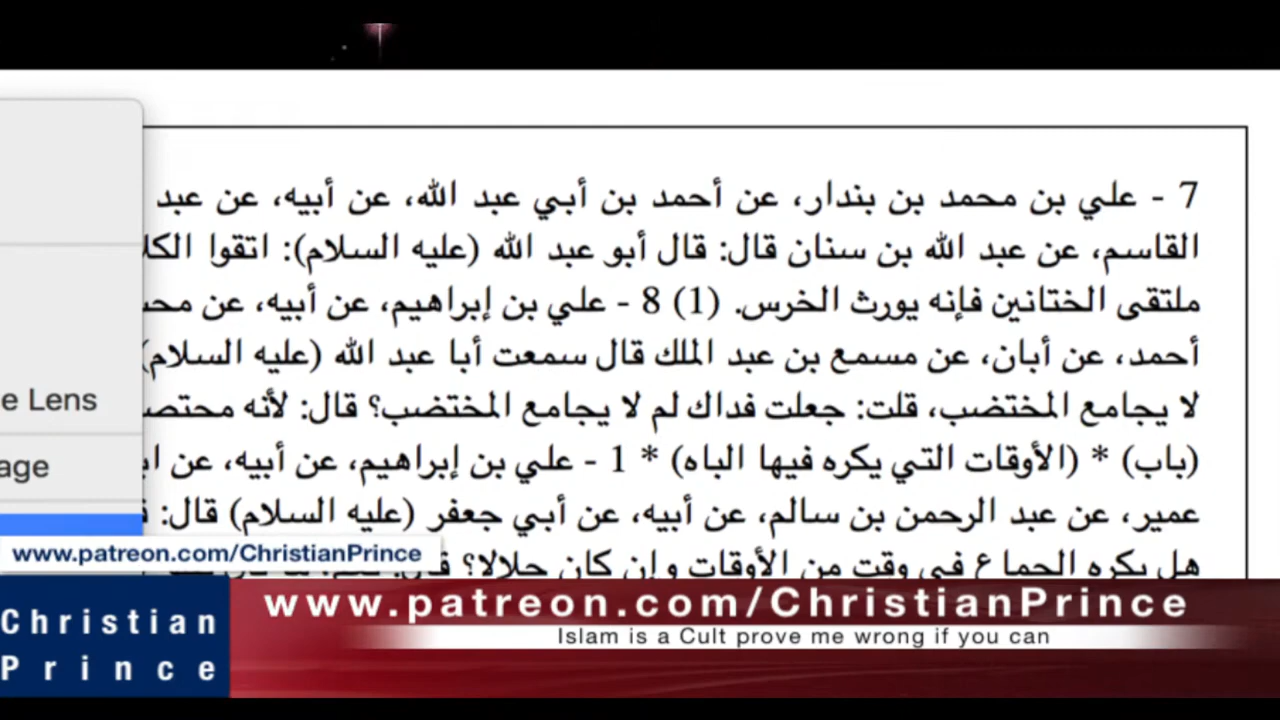 7 - علي بن محمد بن بندار، عن أحمد بن أبي عبد الله، عن أبيه، عن عبد
القاسم، عن عبد الله بن سنان قال: قال أبو عبد الله (عليه السلام): اتقوا الكلا
ملتقى الختانين فإنه يورث الخرس. (1) 8 - علي بن إبراهيم، عن أبيه، عن
أحمد، عن أبان، عن مسمع بن عبد الملك قال سمعت أبا عبد الله (عليه السلام)
لا يجامع المختضب، قلت: جعلت فداك لم لا يجامع المختضب؟ قال: لأنه
(باب) * (الأوقات التي يكره فيها الباه) * 1 - علي بن إبراهيم، عن أبيه، عن
عمير، عن عبد الرحمن بن سالم، عن أبيه، عن أبي جعفر (عليه السلام) قال:
هل يكره الجماع في وقت من الأوقات وإن كان حلالا؟
e Lens
age
www.patreon.com/ChristianPrince
Christian
Prince
www.patreon.com/ChristianPrince
Islam is a Cult prove me wrong if you can